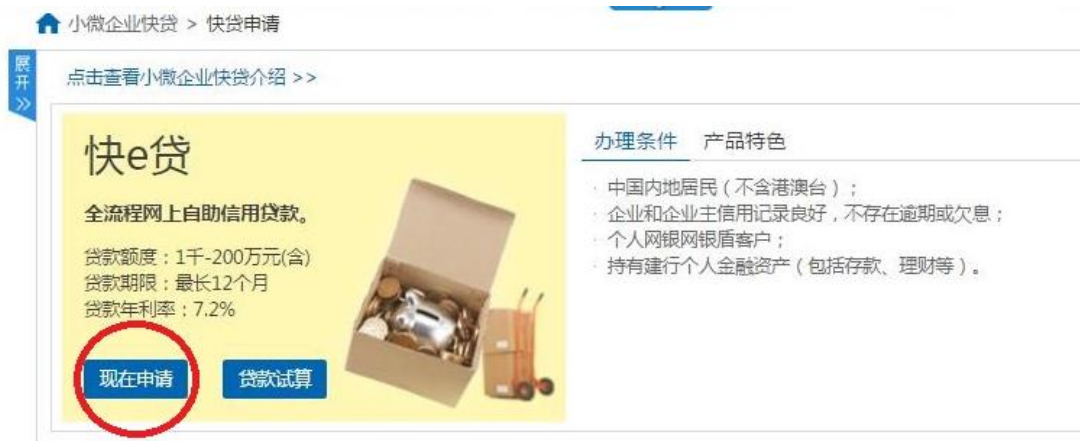 小微企业快贷 > 快贷申请
展开
点击查看小微企业快贷介绍 >>
快e贷
全流程网上自助信用贷款。
贷款额度：1千-200万元(含)
贷款期限：最长12个月
贷款年利率：7.2%
现在申请 贷款试算
办理条件 产品特色
· 中国内地居民（不含港澳台）；
· 企业和企业主信用记录良好，不存在逾期或欠息；
· 个人网银网银盾客户；
· 持有建行个人金融资产（包括存款、理财等）。